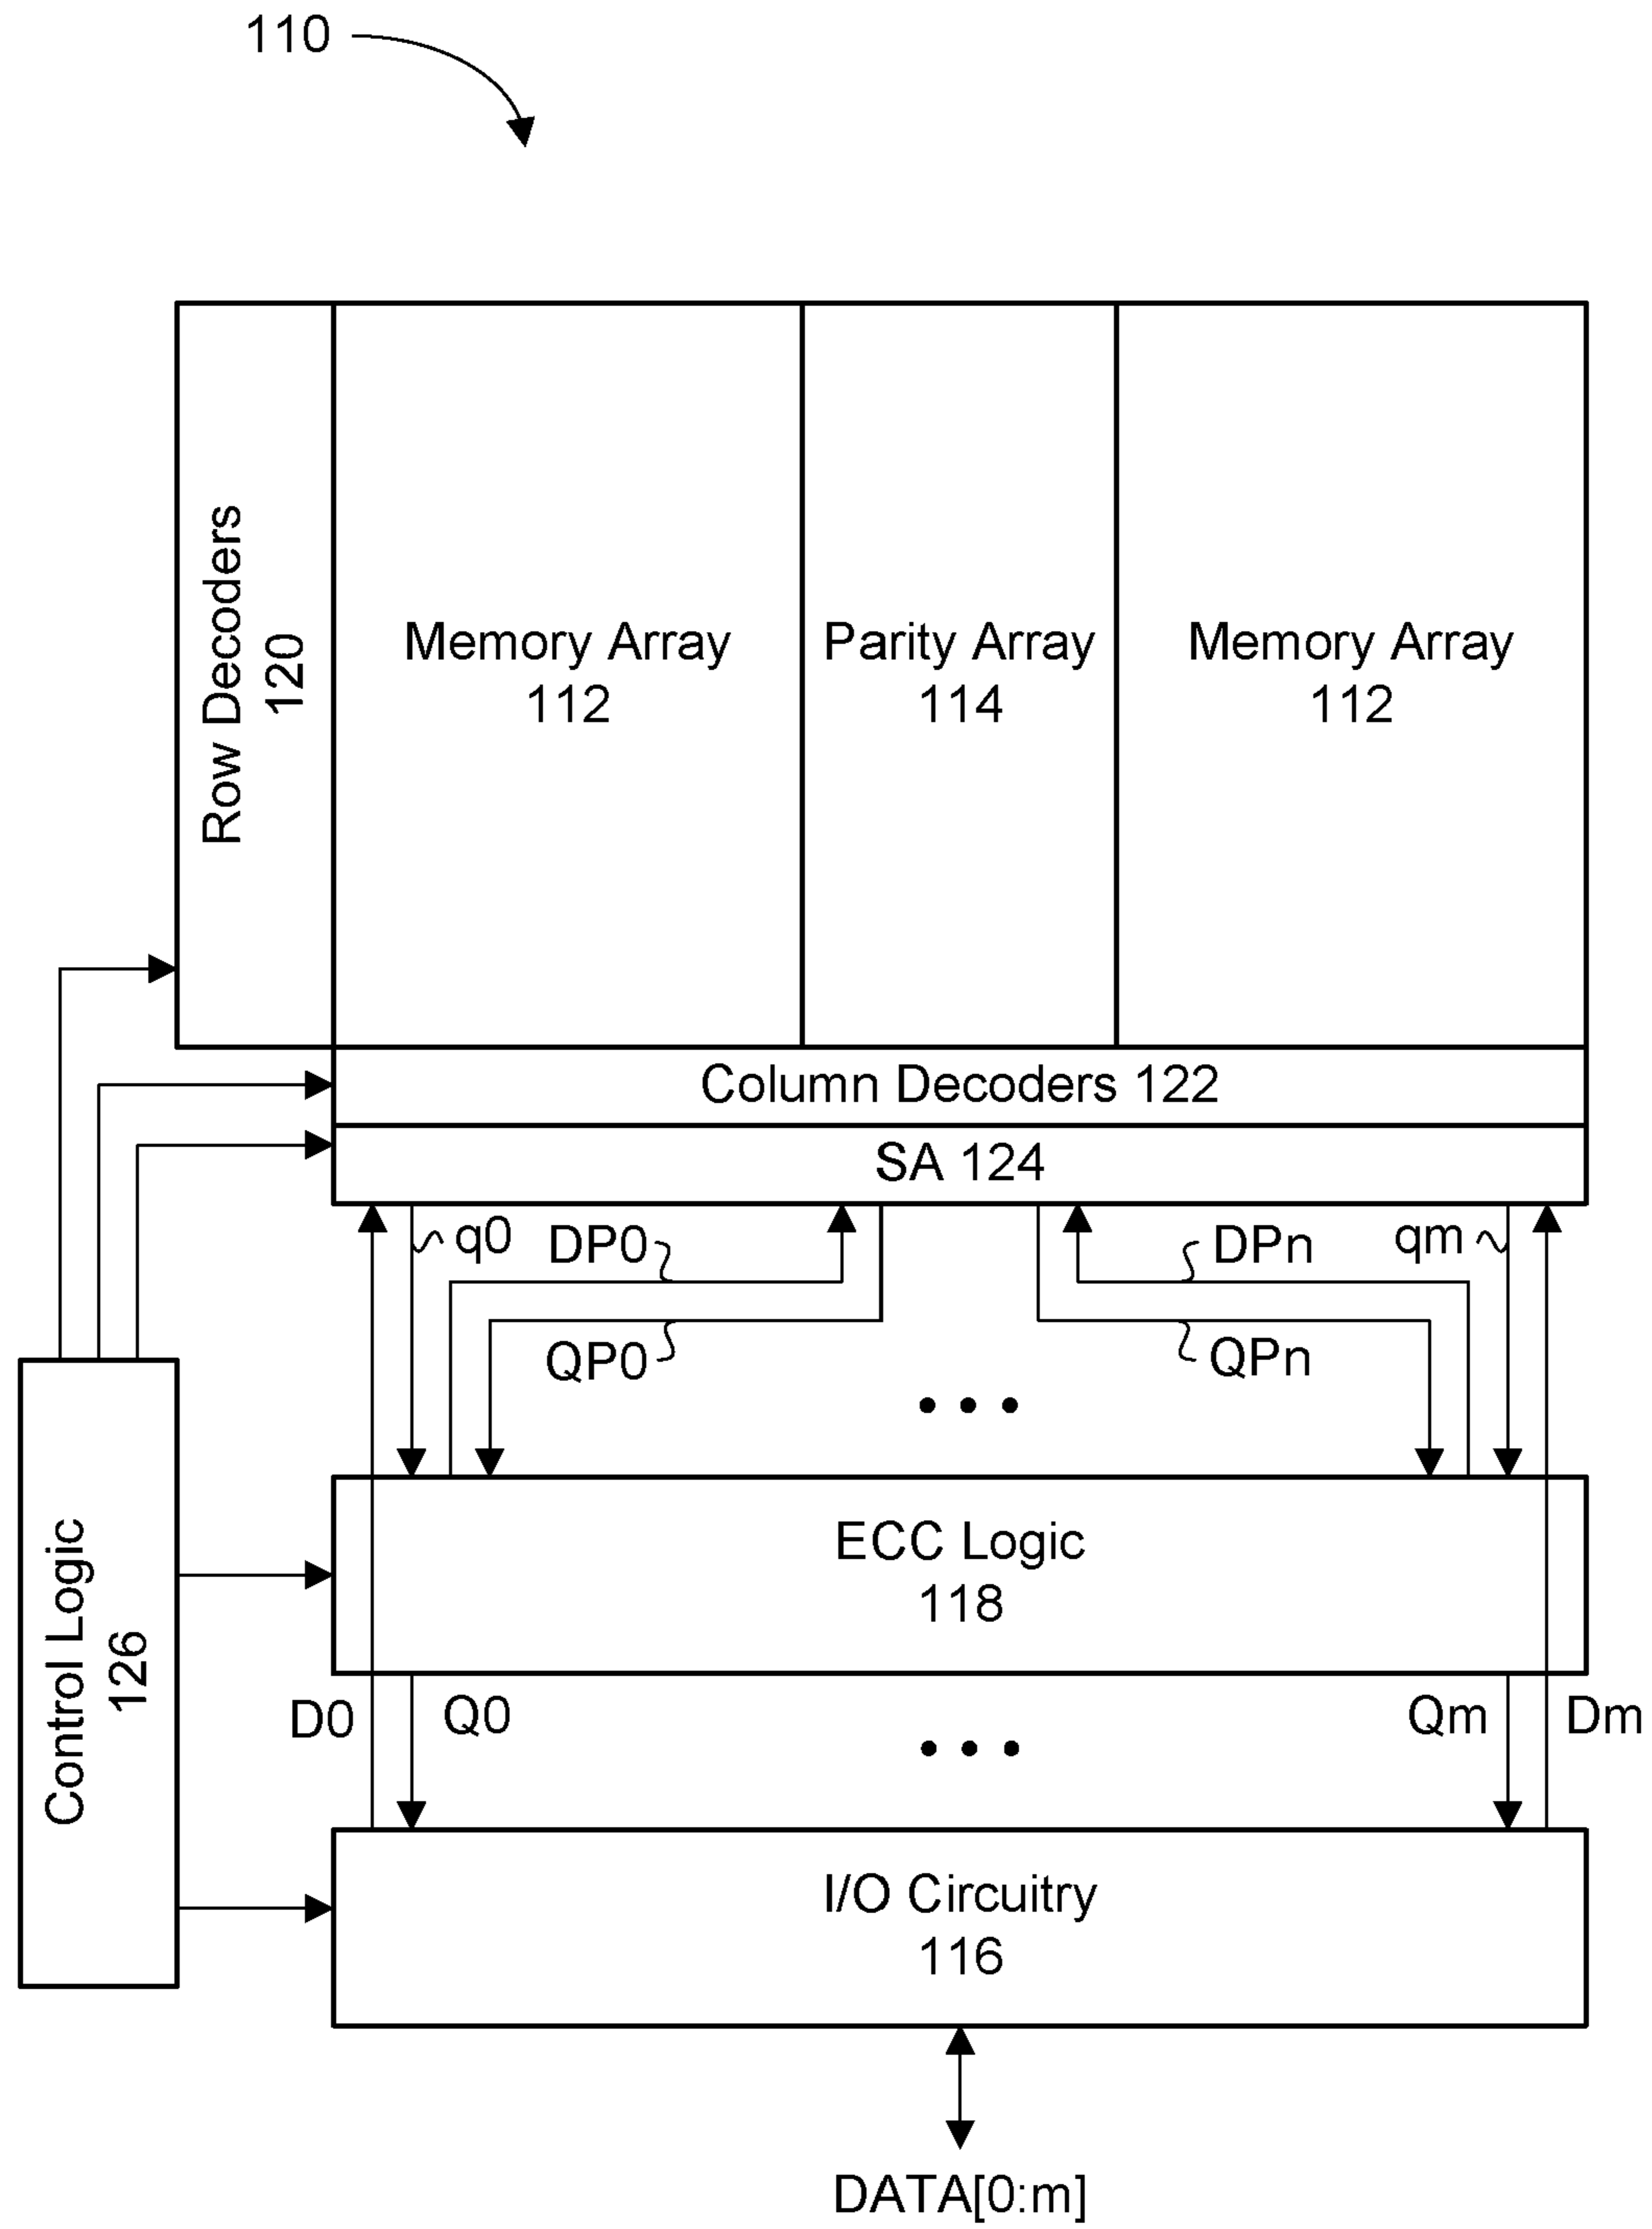 110
Row Decoders
120
Memory Array
112
Parity Array
114
Memory Array
112
Column Decoders 122
SA 124
q0
DP0
DPn
qm
QP0
QPn
• • •
Control Logic
126
ECC Logic
118
D0
Q0
• • •
Qm
Dm
I/O Circuitry
116
DATA[0:m]